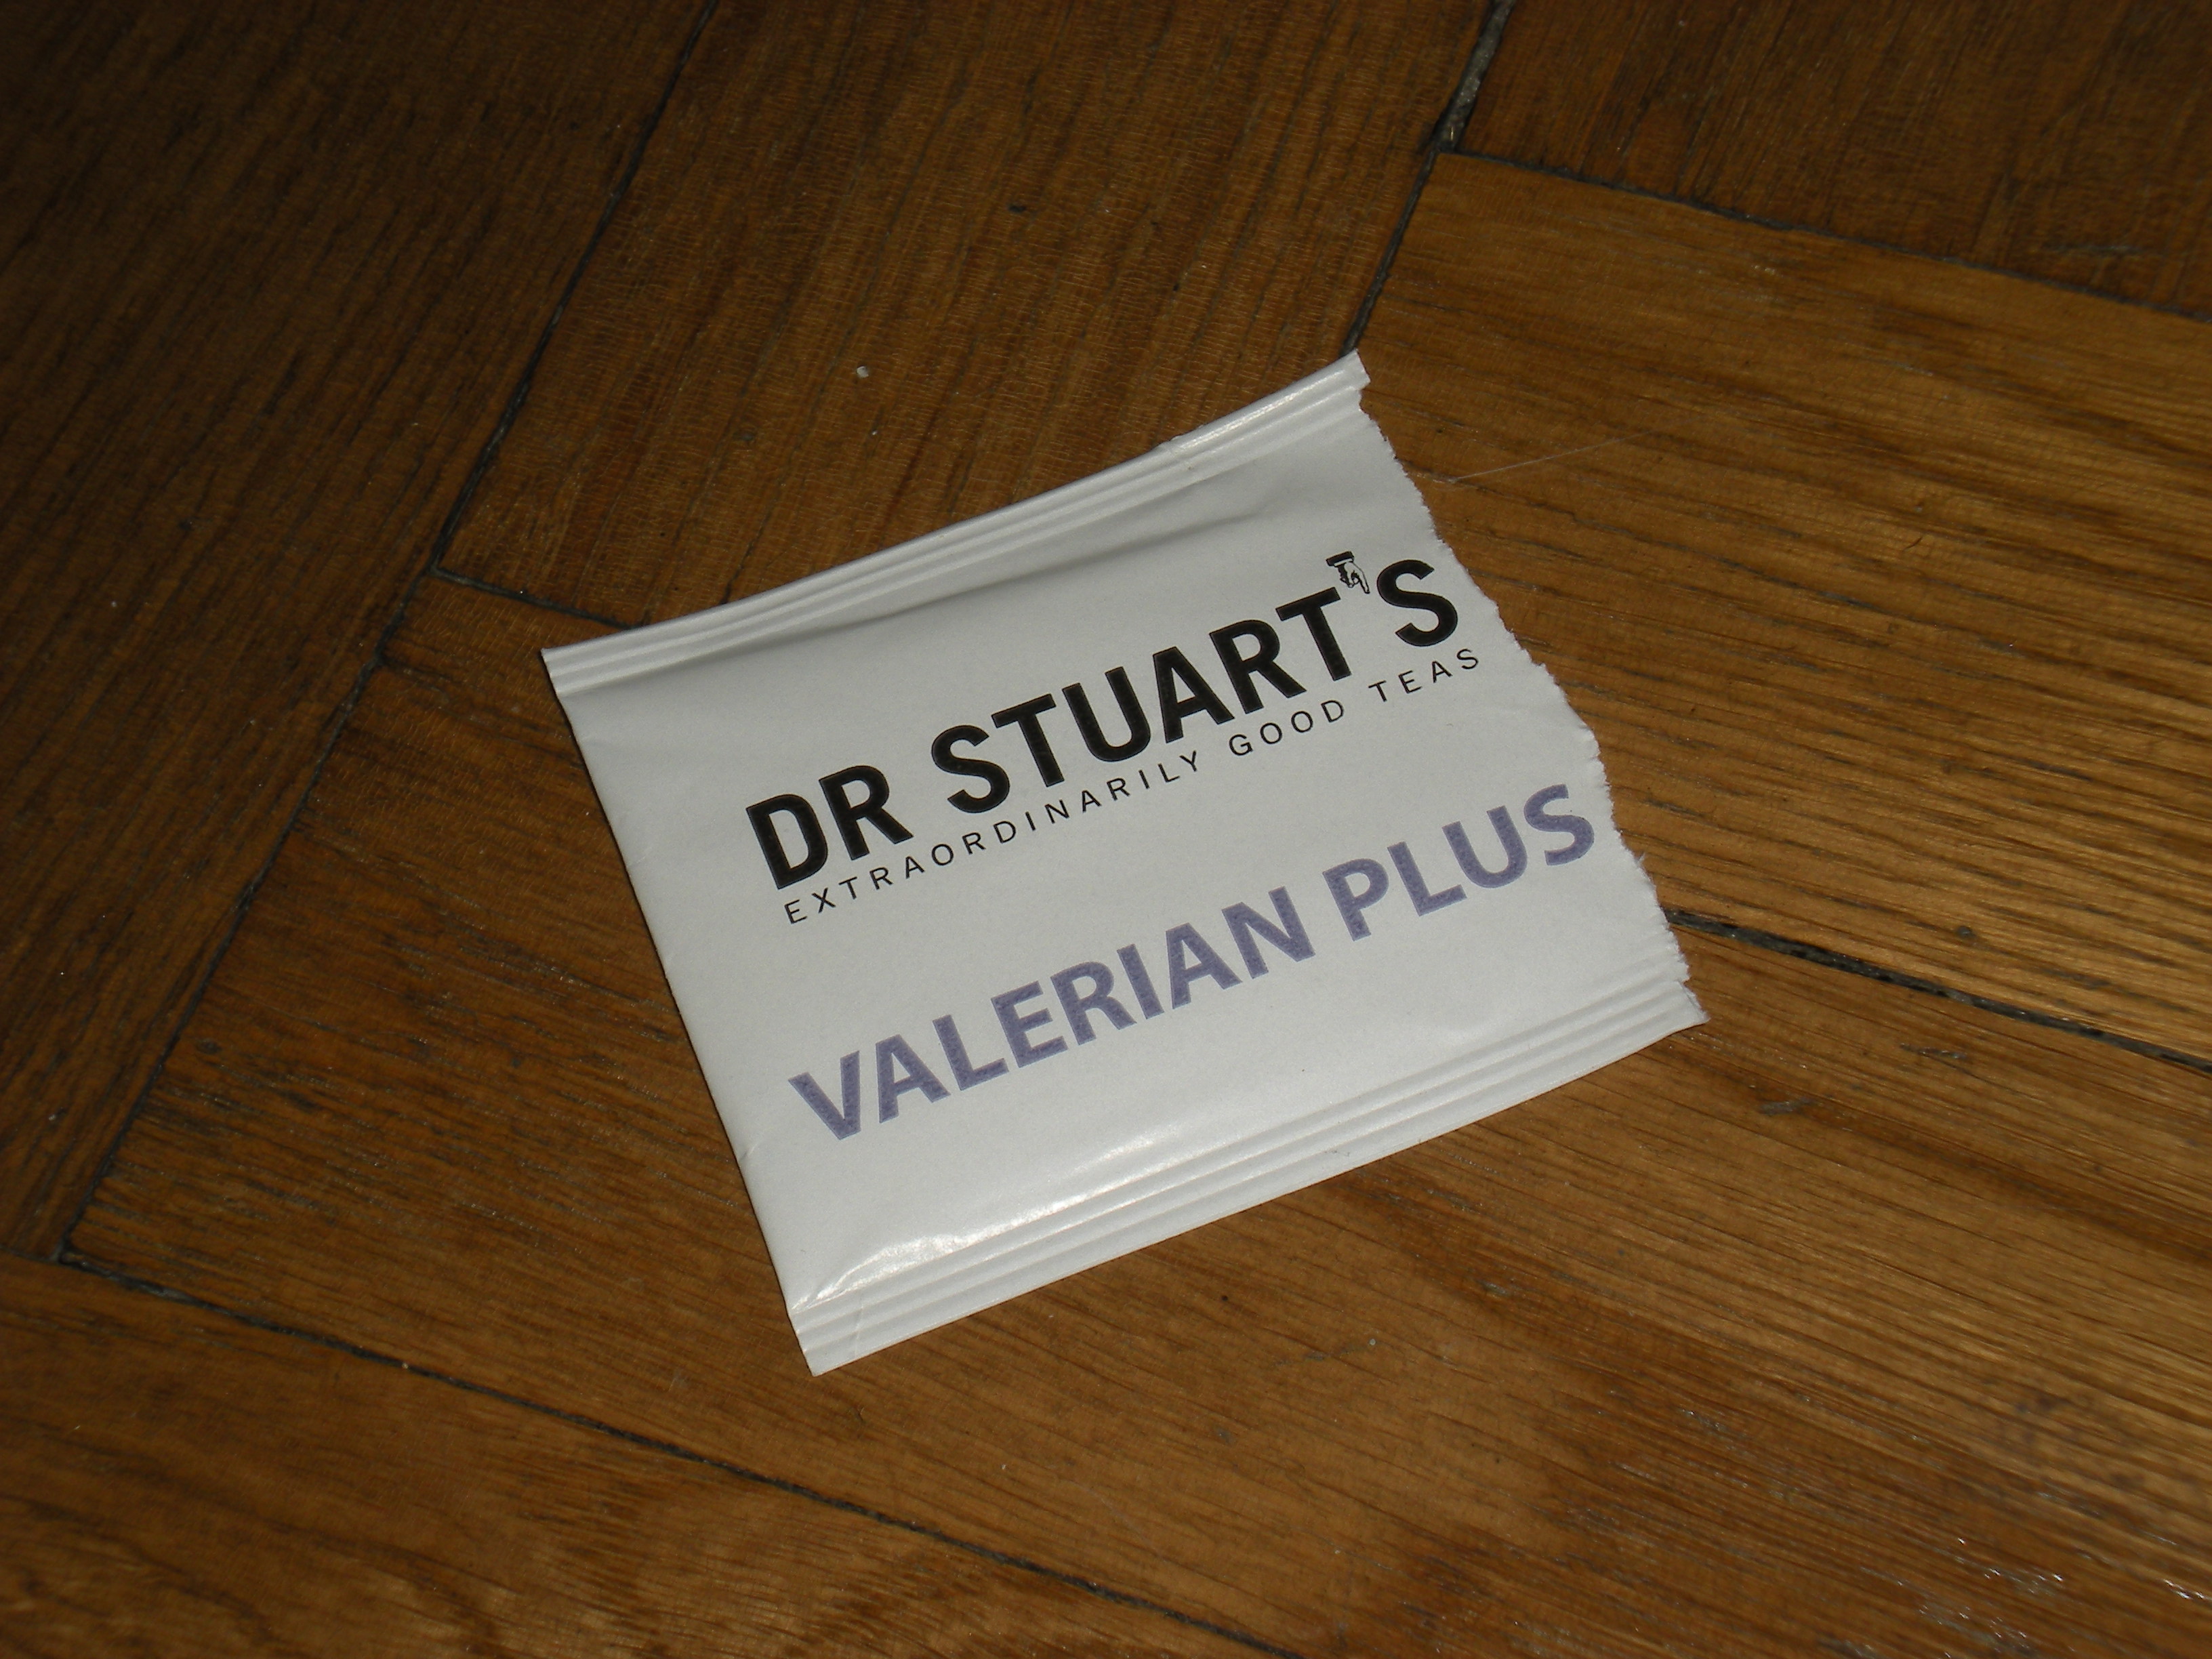 DR STUART'S
EXTRAORDINARILY GOOD TEAS
VALERIAN PLUS